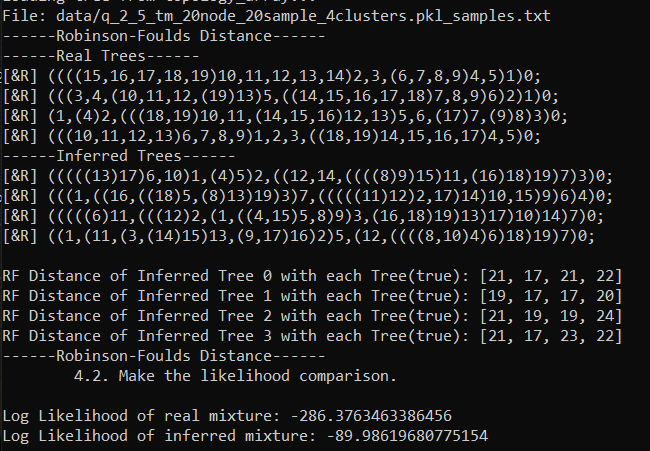 File: data/q_2_5_tm_20node_20sample_4clusters.pkl_samples.txt
------Robinson-Foulds Distance------
------Real Trees------
[&R] ((((15,16,17,18,19)10,11,12,13,14)2,3,(6,7,8,9)4,5)1)0;
[&R] (((3,4,(10,11,12,(19)13)5,((14,15,16,17,18)7,8,9)6)2)1)0;
[&R] (1,(4)2,(((18,19)10,11,(14,15,16)12,13)5,6,(17)7,(9)8)3)0;
[&R] (((10,11,12,13)6,7,8,9)1,2,3,((18,19)14,15,16,17)4,5)0;
------Inferred Trees------
[&R] (((((13)17)6,10)1,(4)5)2,((12,14,((((8)9)15)11,(16)18)19)7)3)0;
[&R] (((1,((16,((18)5,(8)13)19)3)7,(((((11)12)2,17)14)10,15)9)6)4)0;
[&R] (((((6)11,(((12)2,(1,((4,15)5,8)9)3,(16,18)19)13)17)10)14)7)0;
[&R] ((1,(11,(3,(14)15)13,(9,17)16)2)5,(12,((((8,10)4)6)18)19)7)0;
RF Distance of Inferred Tree 0 with each Tree(true): [21, 17, 21, 22]
RF Distance of Inferred Tree 1 with each Tree(true): [19, 17, 17, 20]
RF Distance of Inferred Tree 2 with each Tree(true): [21, 19, 19, 24]
RF Distance of Inferred Tree 3 with each Tree(true): [21, 17, 23, 22]
------Robinson-Foulds Distance------
4.2. Make the likelihood comparison.
Log Likelihood of real mixture: -286.3763463386456
Log Likelihood of inferred mixture: -89.98619680775154